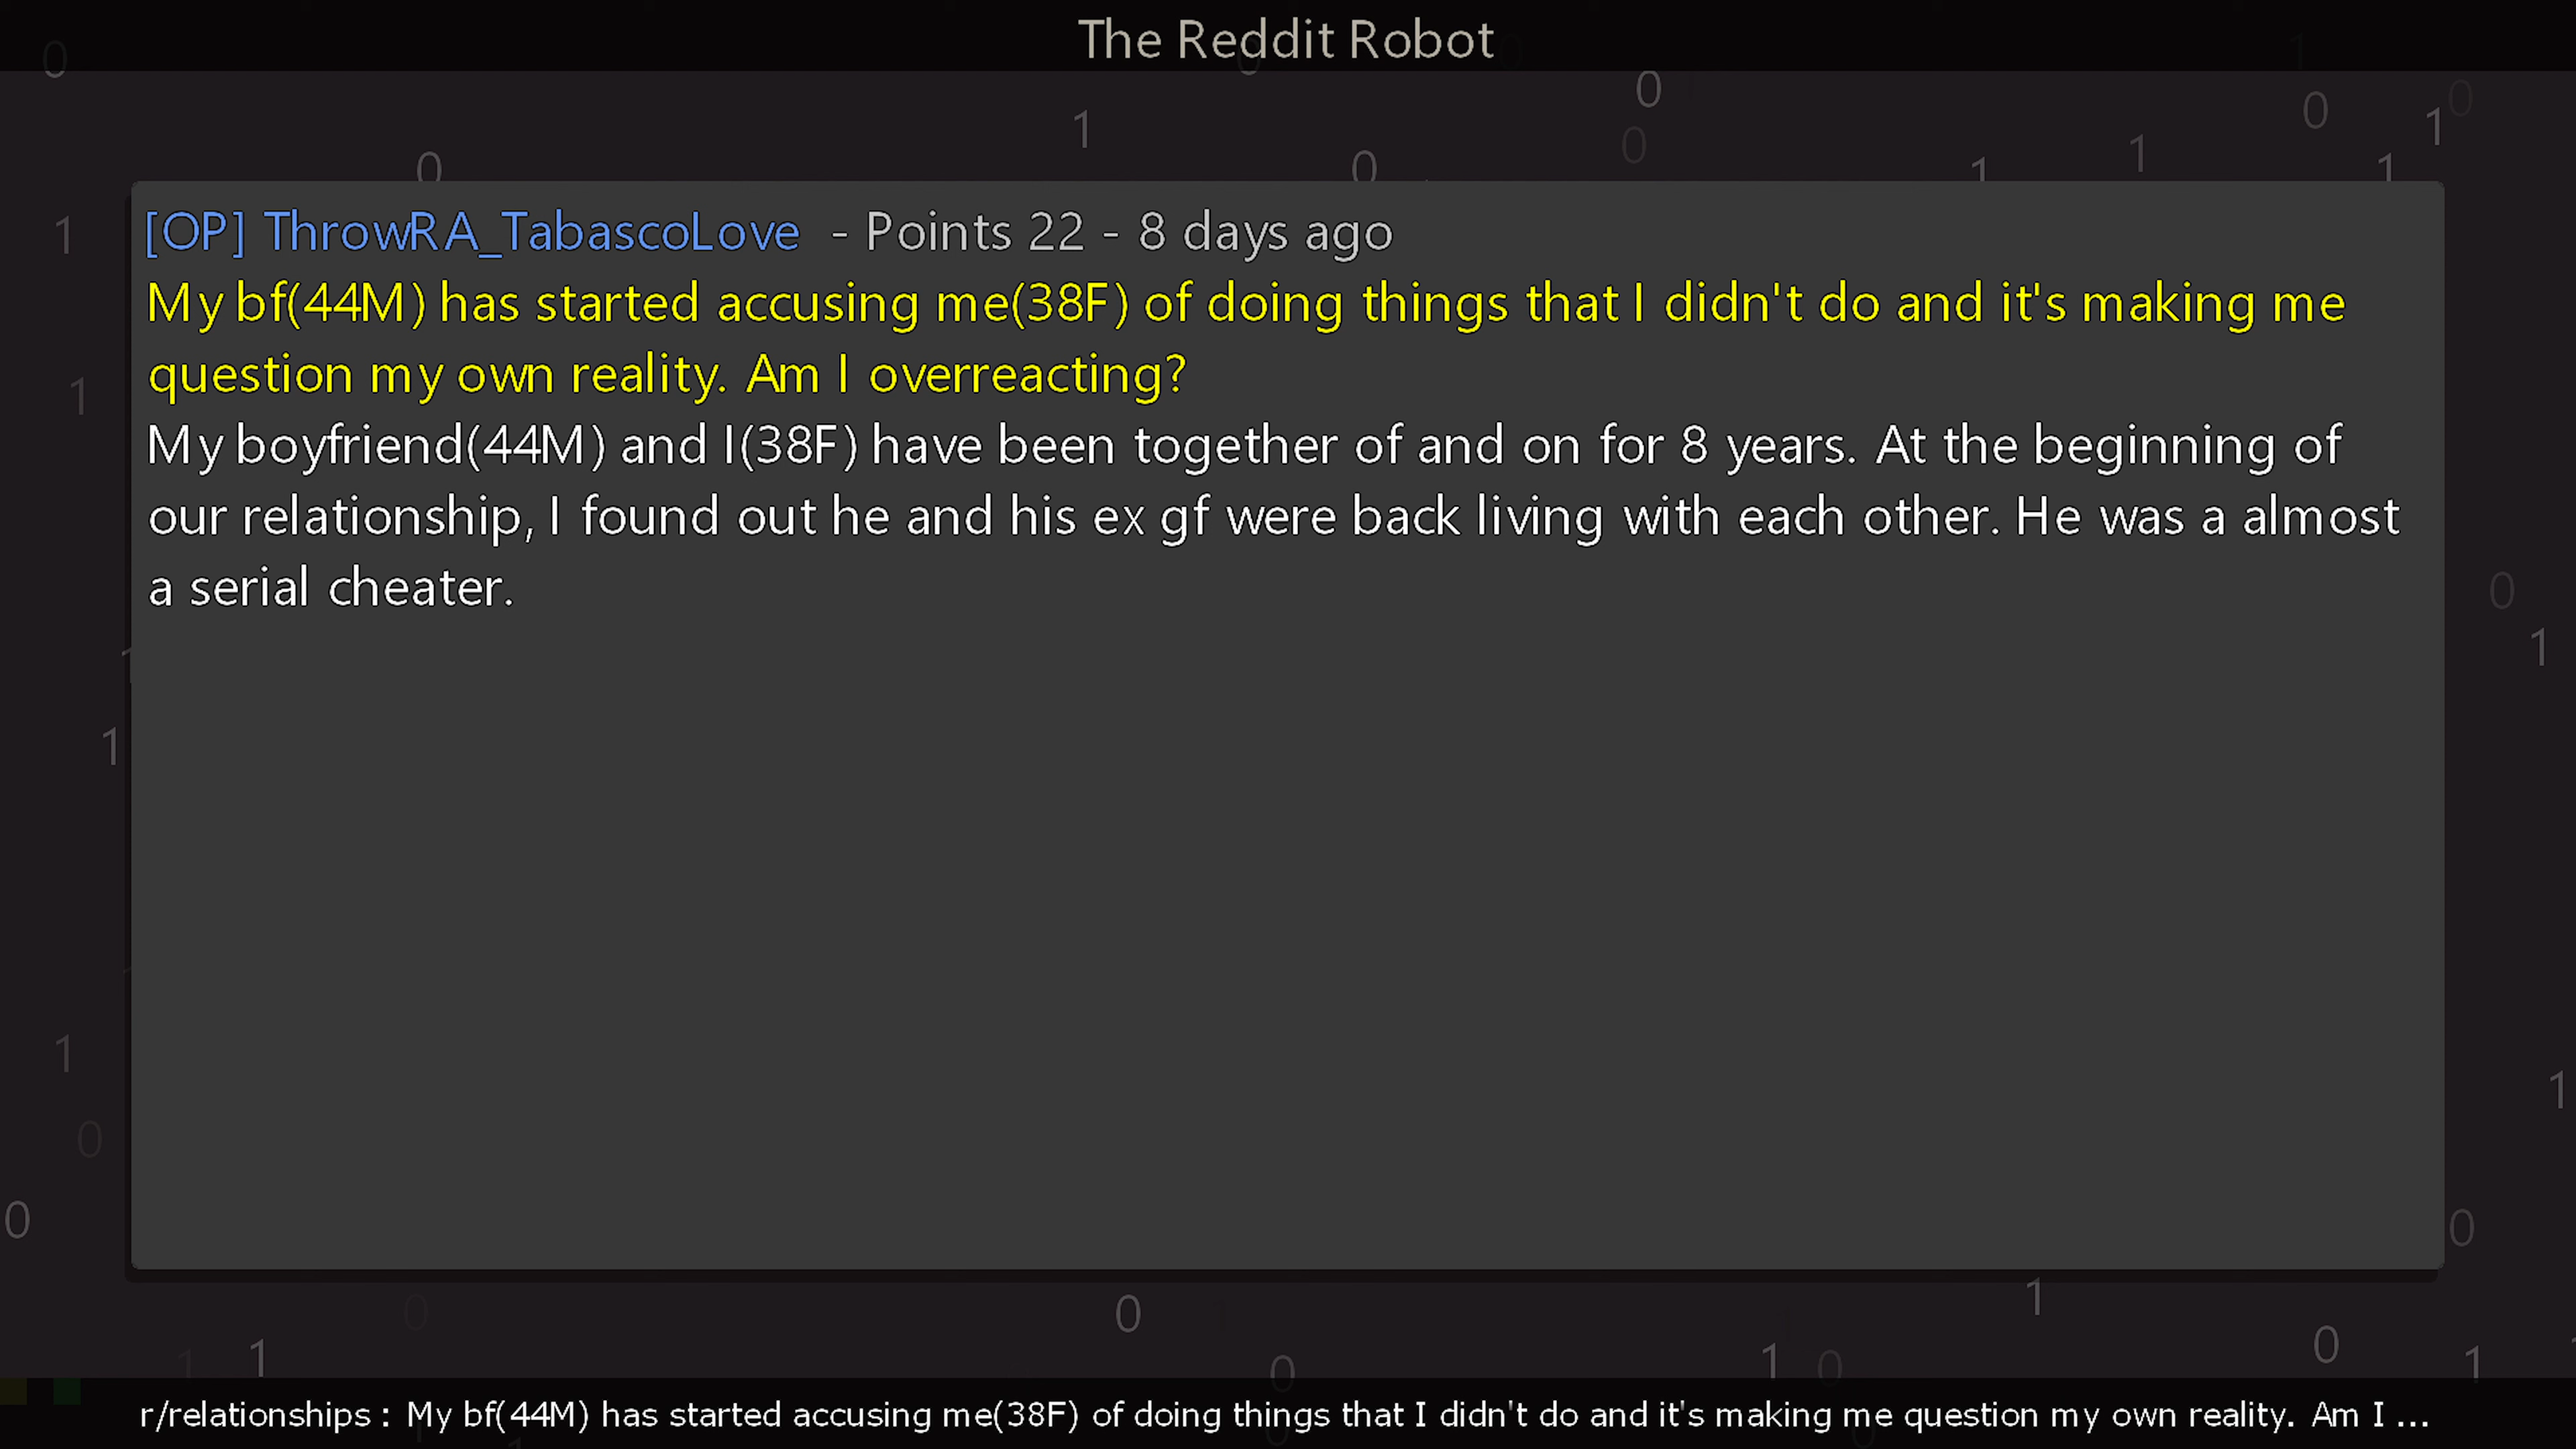 The Reddit Robot
[OP] ThrowRA_TabascoLove - Points 22 - 8 days ago
My bf(44M) has started accusing me(38F) of doing things that I didn't do and it's making me
question my own reality. Am I overreacting?
My boyfriend(44M) and I(38F) have been together of and on for 8 years. At the beginning of
our relationship, I found out he and his ex gf were back living with each other. He was a almost
a serial cheater.
r/relationships : My bf(44M) has started accusing me(38F) of doing things that I didn't do and it's making me question my own reality. Am I ...